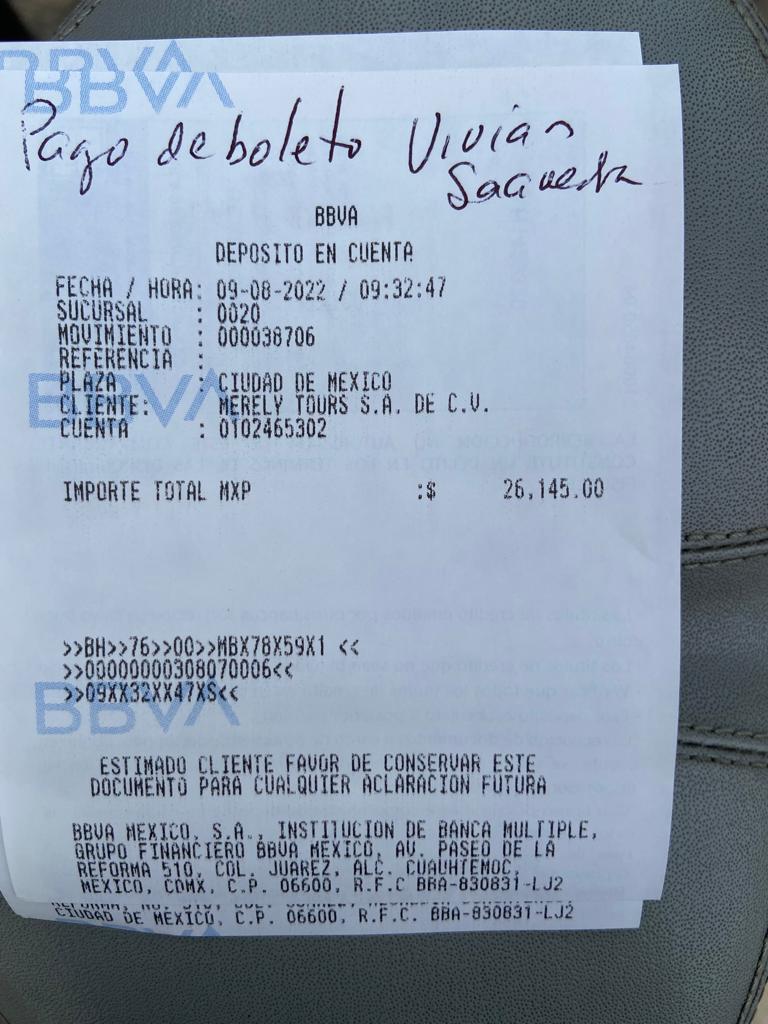 BBVA
BBVA
Pago de boleto Vivian
BBVA
DEPOSITO EN CUENTA
FECHA / HORA: 09-08-2022 / 09:32:47
SUCURSAL : 0020
MOVIMIENTO : 000038706
REFERENCIA :
BBVA
PLAZA : CIUDAD DE MEXICO
CLIENTE: MERELY TOURS S.A. DE C.V.
CUENTA : 0102465302
IMPORTE TOTAL MXP :$ 26,145.00
>>BH>>76>>00>>MBX78X59X1 <<
>>00000000308070006<<
>>09XX32XX47XS<<
BBVA
ESTIMADO CLIENTE FAVOR DE CONSERVAR ESTE
DOCUMENTO PARA CUALQUIER ACLARACION FUTURA
BBVA MEXICO, S.A., INSTITUCION DE BANCA MULTIPLE,
GRUPO FINANCIERO BBVA MEXICO, AV. PASEO DE LA
REFORMA 510, COL. JUAREZ, ALC. CUAUHTEMOC,
MEXICO, CDMX, C.P. 06600, R.F.C BBA-830831-LJ2
CIUDAD DE MEXICO, C.P. 06600, R.F.C. BBA-830831-LJ2